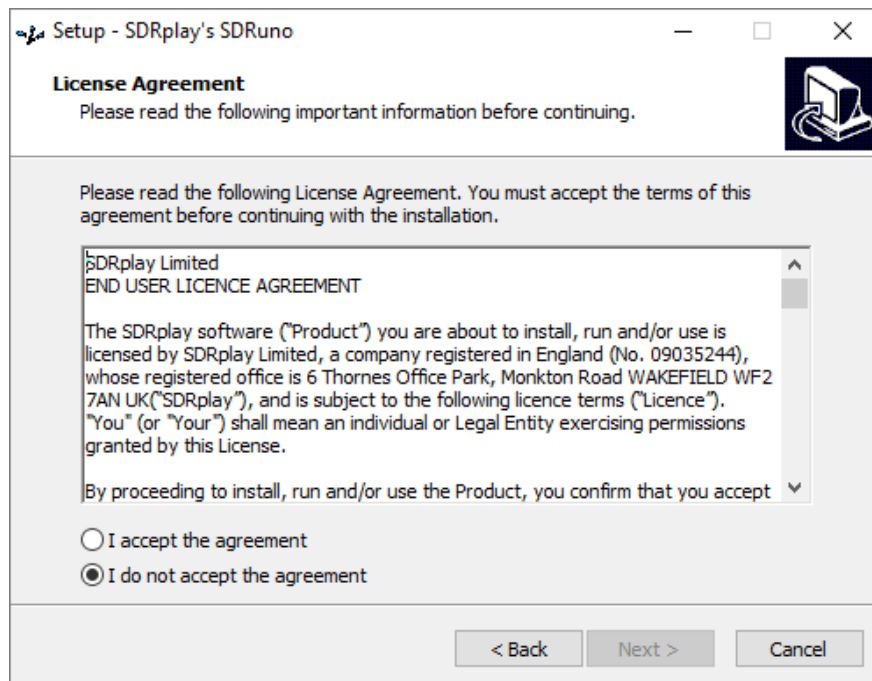 Setup - SDRplay's SDRuno
License Agreement
Please read the following important information before continuing.
Please read the following License Agreement. You must accept the terms of this
agreement before continuing with the installation.
SDRplay Limited
END USER LICENCE AGREEMENT
The SDRplay software ("Product”) you are about to install, run and/or use is
licensed by SDRplay Limited, a company registered in England (No. 09035244),
whose registered office is 6 Thornes Office Park, Monkton Road WAKEFIELD WF2
7AN UK(“SDRplay”), and is subject to the following licence terms (“Licence”).
"You" (or "Your") shall mean an individual or Legal Entity exercising permissions
granted by this License.
By proceeding to install, run and/or use the Product, you confirm that you accept
I accept the agreement
I do not accept the agreement
< Back
Next >
Cancel